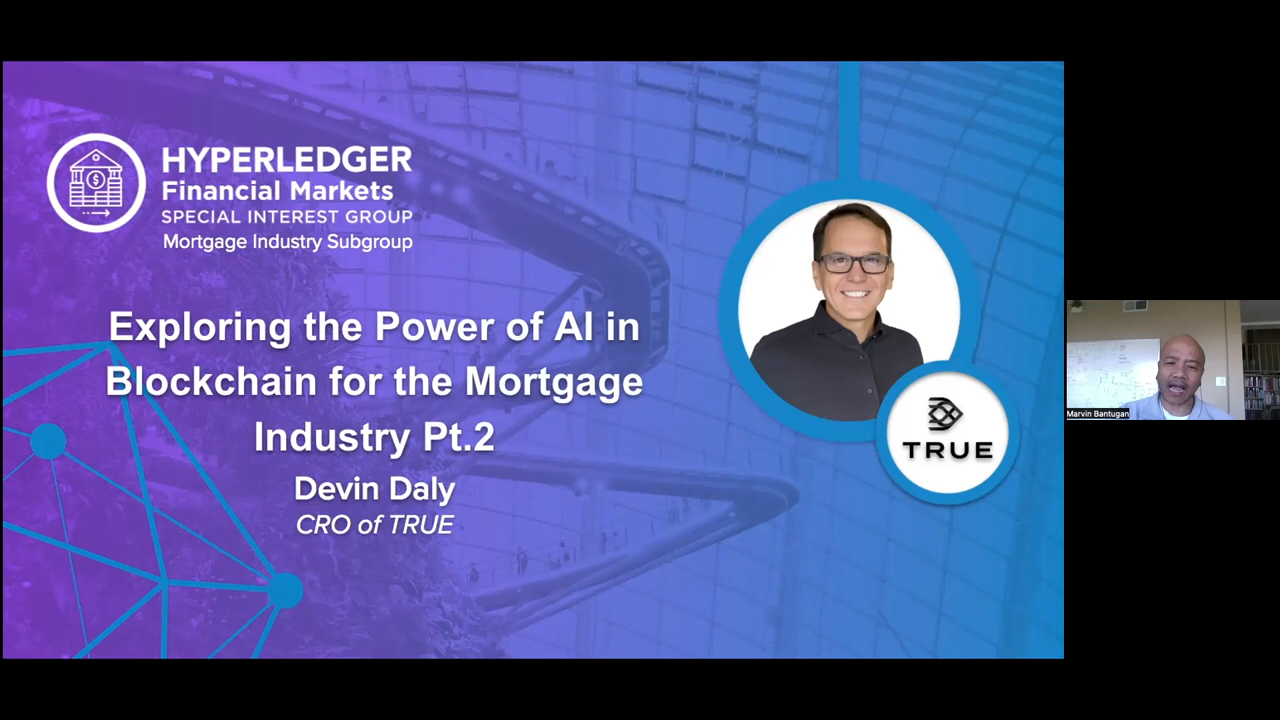 HYPERLEDGER
Financial Markets
SPECIAL INTEREST GROUP
Mortgage Industry Subgroup
Exploring the Power of AI in
Blockchain for the Mortgage
Industry Pt.2
Devin Daly
CRO of TRUE
TRUE
Marvin Bantugan